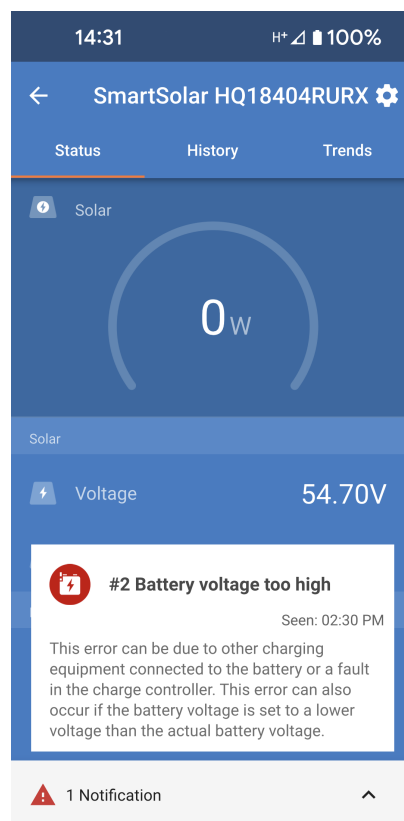 14:31 H+ 100%
SmartSolar HQ18404RURX
Status History Trends
Solar
0W
Solar
Voltage 54.70V
#2 Battery voltage too high
Seen: 02:30 PM
This error can be due to other charging
equipment connected to the battery or a fault
in the charge controller. This error can also
occur if the battery voltage is set to a lower
voltage than the actual battery voltage.
1 Notification